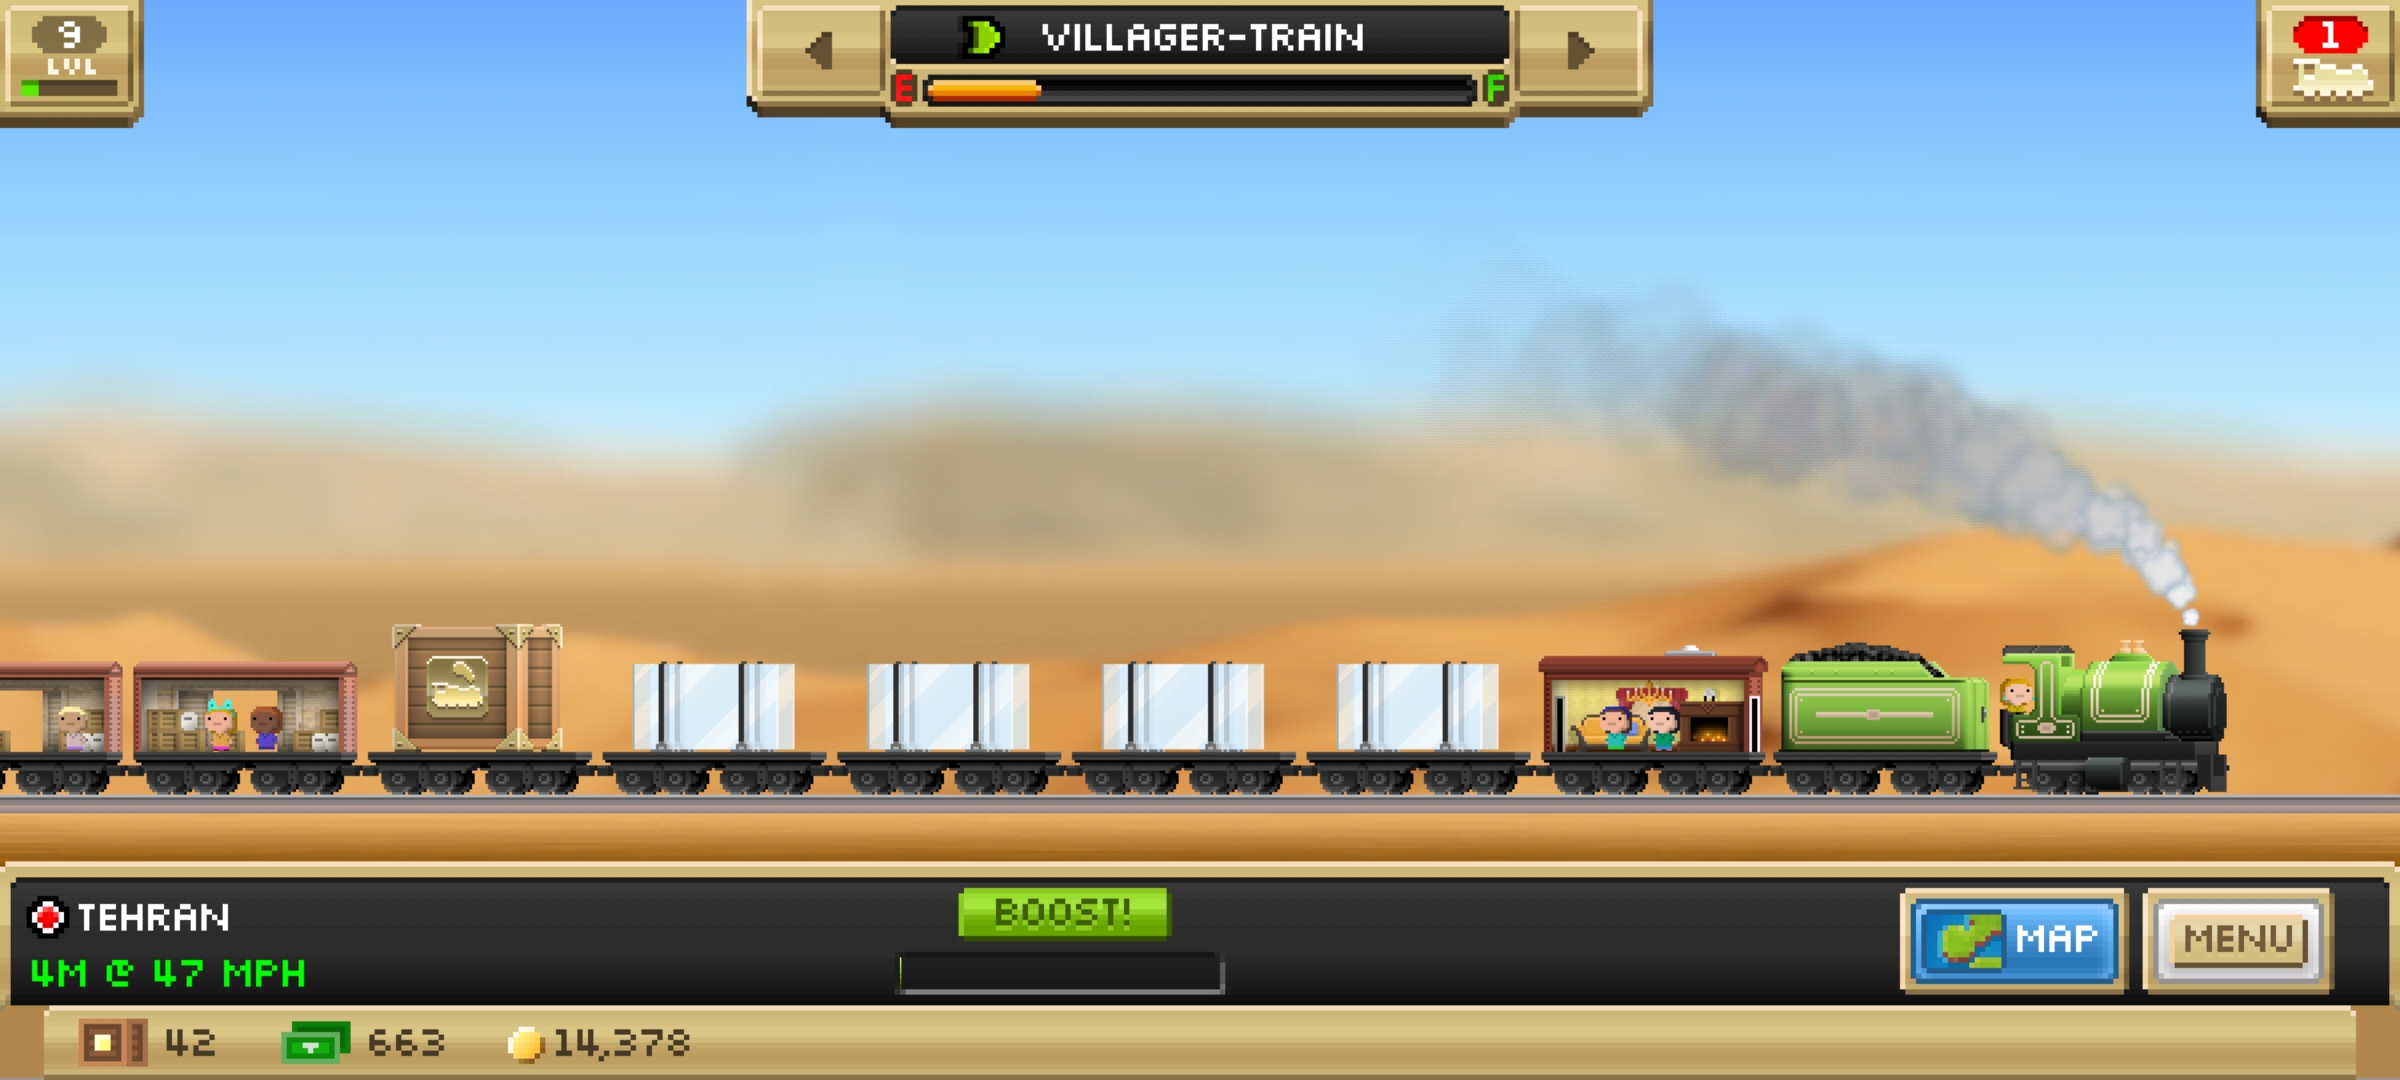 9
LVL
VILLAGER-TRAIN
E F
1
TEHRAN
4M @ 47 MPH
BOOST!
MAP
MENU
42 663 14,378